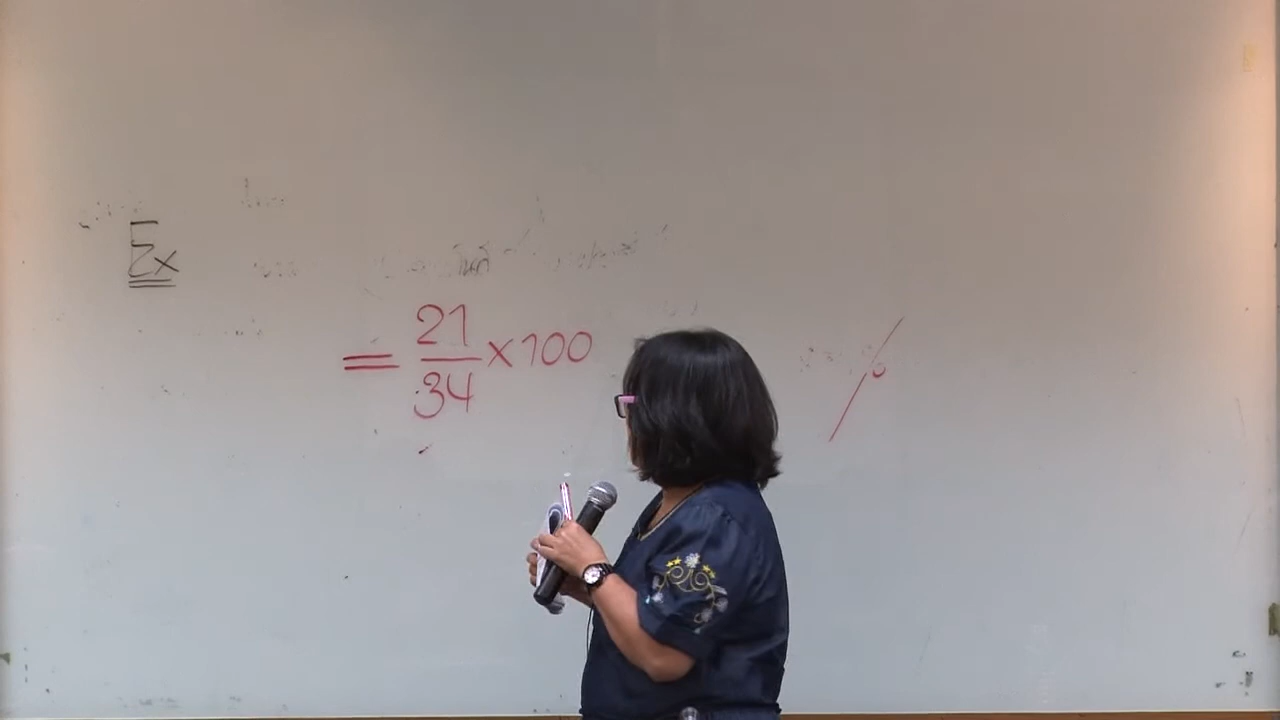 Ex
= 21/34 × 100 %